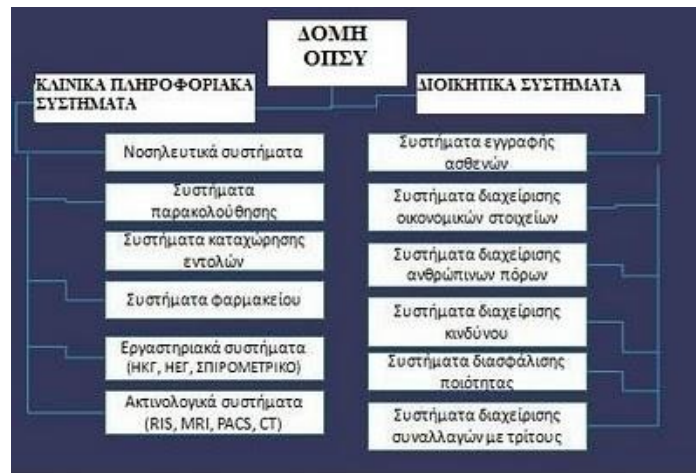 ΔΟΜΗ
ΟΠΣΥ
ΚΛΙΝΙΚΑ ΠΛΗΡΟΦΟΡΙΑΚΑ
ΣΥΣΤΗΜΑΤΑ
Νοσηλευτικά συστήματα
Συστήματα
παρακολούθησης
Συστήματα καταχώρησης
εντολών
Συστήματα φαρμακείου
Εργαστηριακά συστήματα
(ΗΚΓ, ΗΕΓ, ΣΠΙΡΟΜΕΤΡΙΚΟ)
Ακτινολογικά συστήματα
(RIS, MRI, PACS, CT)
ΔΙΟΙΚΗΤΙΚΑ ΣΥΣΤΗΜΑΤΑ
Συστήματα εγγραφής
ασθενών
Συστήματα διαχείρισης
οικονομικών στοιχείων
Συστήματα διαχείρισης
ανθρώπινων πόρων
Συστήματα διαχείρισης
κινδύνου
Συστήματα διασφάλισης
ποιότητας
Συστήματα διαχείρισης
συναλλαγών με τρίτους